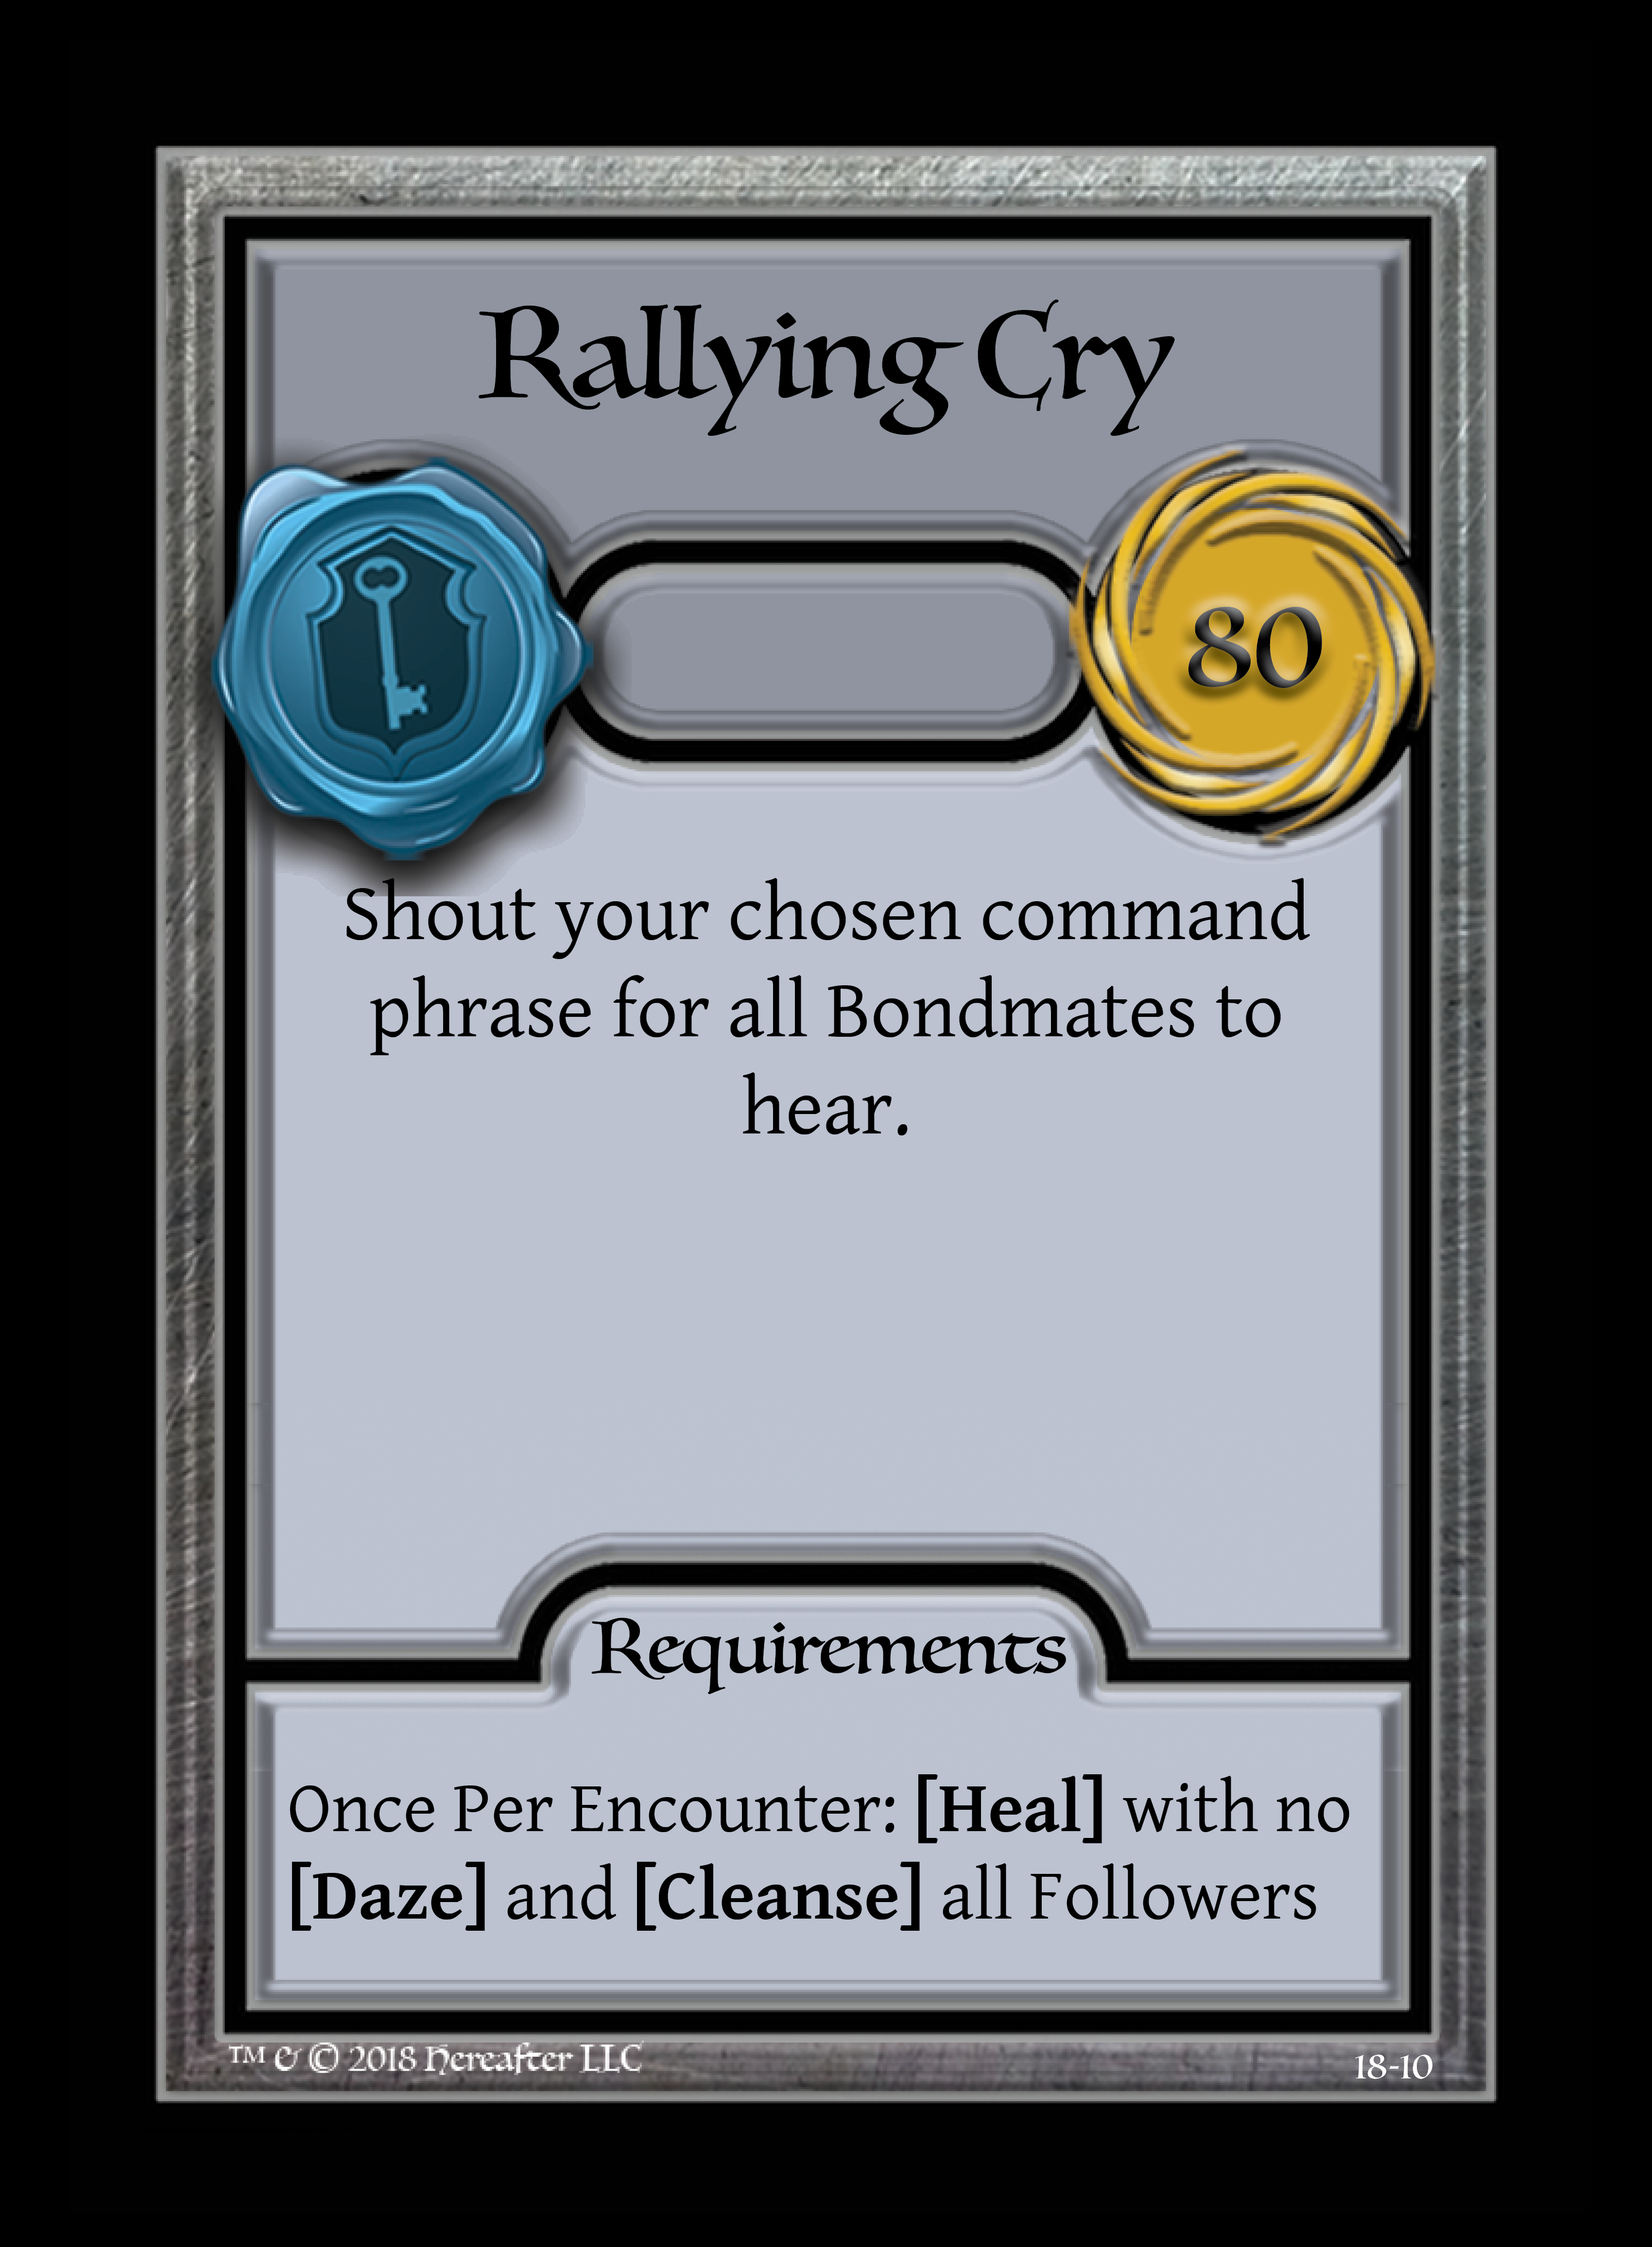 Rallying Cry
80
Shout your chosen command
phrase for all Bondmates to
hear.
Requirements
Once Per Encounter: [Heal] with no
[Daze] and [Cleanse] all Followers
™ & © 2018 Hereafter LLC
18-10